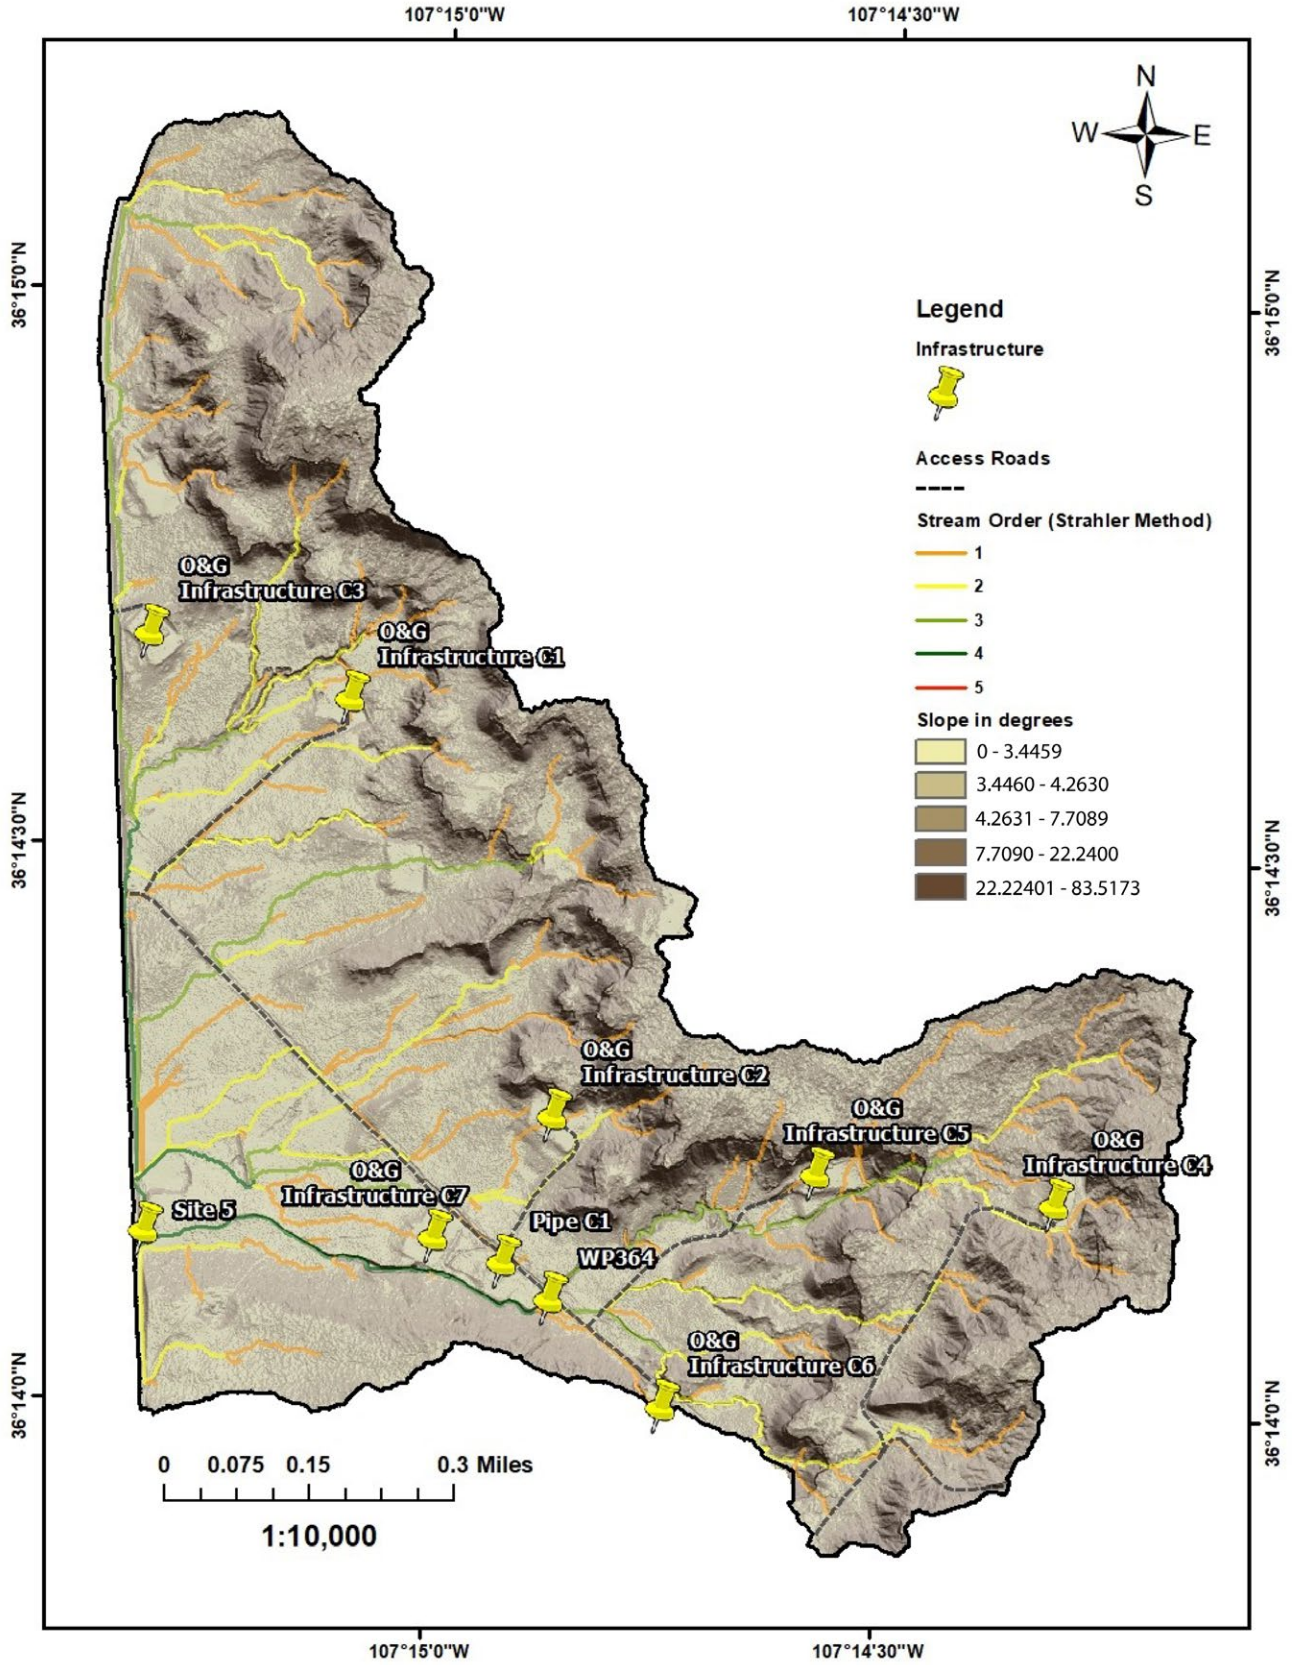 107°15'0"W
107°14'30"W
N
W E
S
36°15'0"N
36°15'0"N
Legend
Infrastructure
Access Roads
Stream Order (Strahler Method)
1
2
3
4
5
Slope in degrees
0 - 3.4459
3.4460 - 4.2630
4.2631 - 7.7089
7.7090 - 22.2400
22.22401 - 83.5173
O&G
Infrastructure C3
O&G
Infrastructure C1
36°14'30"N
36°14'30"N
O&G
Infrastructure C2
O&G
Infrastructure C5
O&G
Infrastructure C4
O&G
Infrastructure C7
Site 5
Pipe C1
WP364
O&G
Infrastructure C6
36°14'0"N
36°14'0"N
0 0.075 0.15 0.3 Miles
1:10,000
107°15'0"W
107°14'30"W